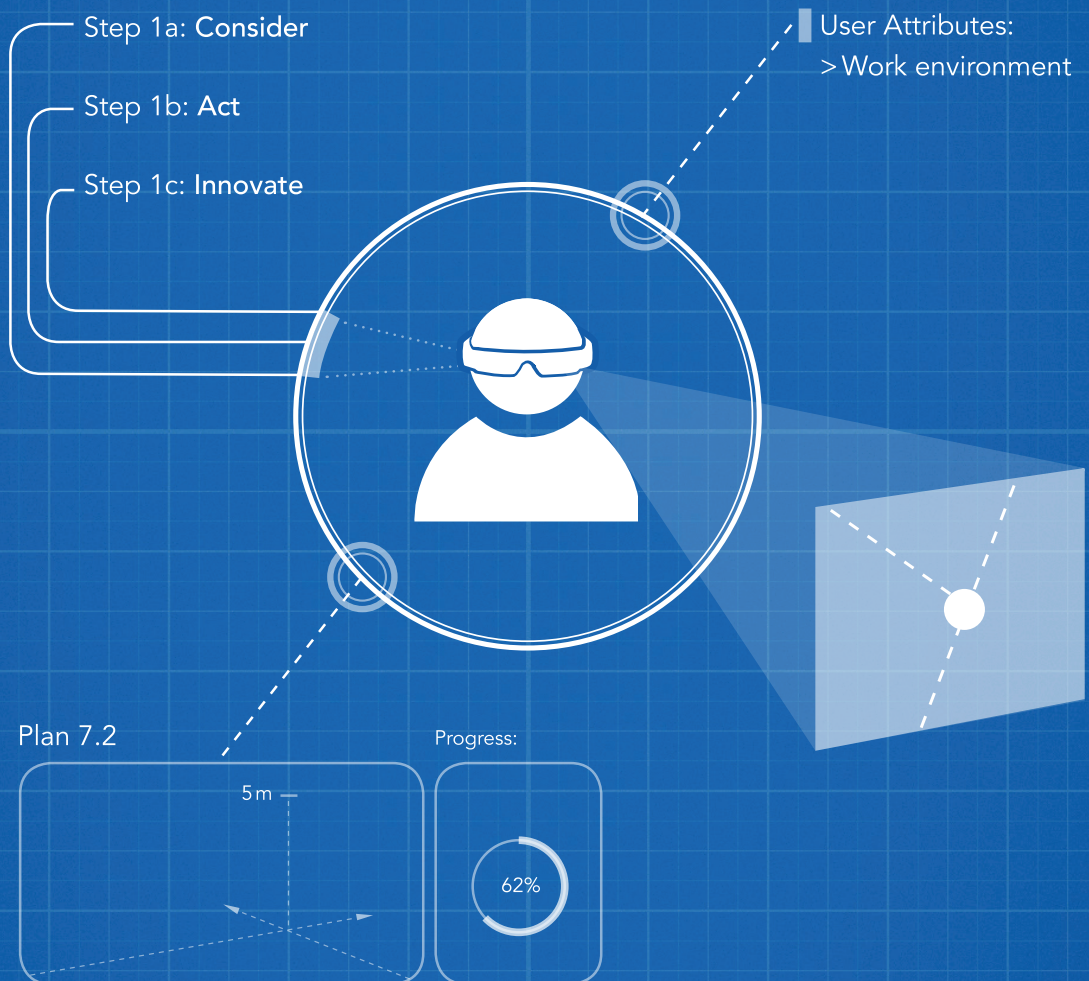 Step 1a: Consider
User Attributes:
> Work environment
Step 1b: Act
Step 1c: Innovate
Plan 7.2
Progress:
5 m
62%